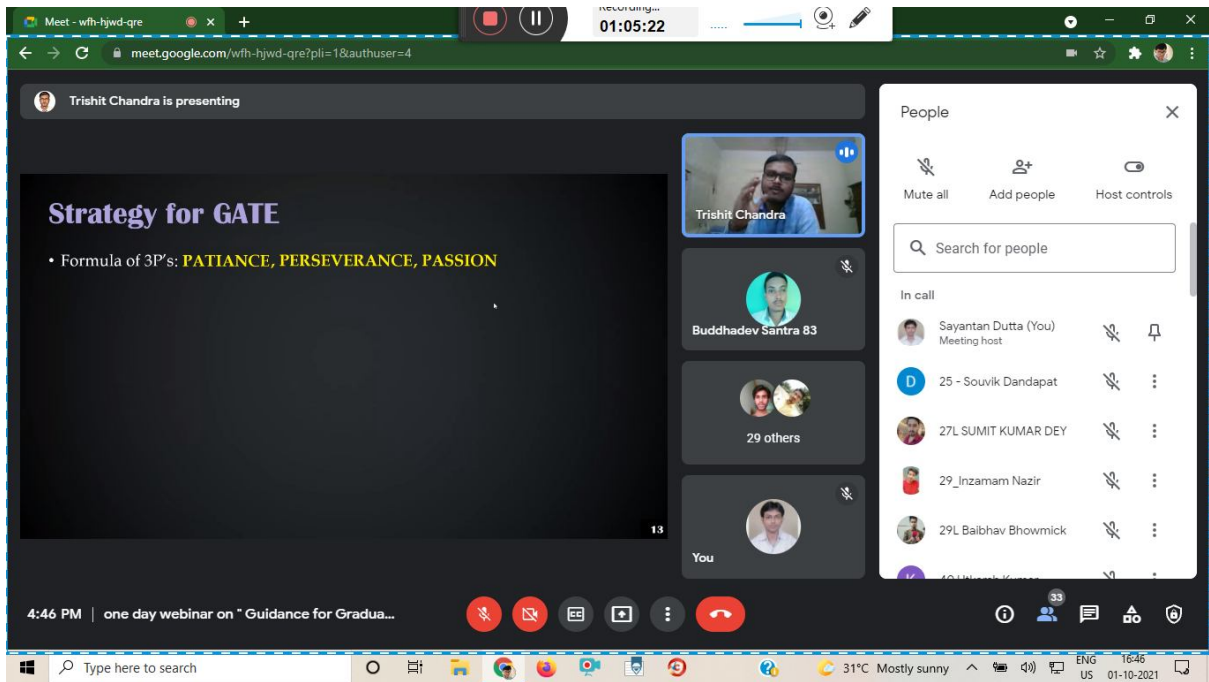 Meet - wfh-hjwd-qre
Recording...
01:05:22
meet.google.com/wfh-hjwd-qre?pli=1&authuser=4
Trishit Chandra is presenting
Strategy for GATE
• Formula of 3P's: PATIANCE, PERSEVERANCE, PASSION
13
Trishit Chandra
Buddhadev Santra 83
29 others
You
People
Mute all
Add people
Host controls
Search for people
In call
Sayantan Dutta (You)
Meeting host
D
25 - Souvik Dandapat
27L SUMIT KUMAR DEY
29_Inzamam Nazir
29L Baibhav Bhowmick
4:46 PM | one day webinar on " Guidance for Gradua...
33
Type here to search
31°C Mostly sunny
ENG
US
16:46
01-10-2021